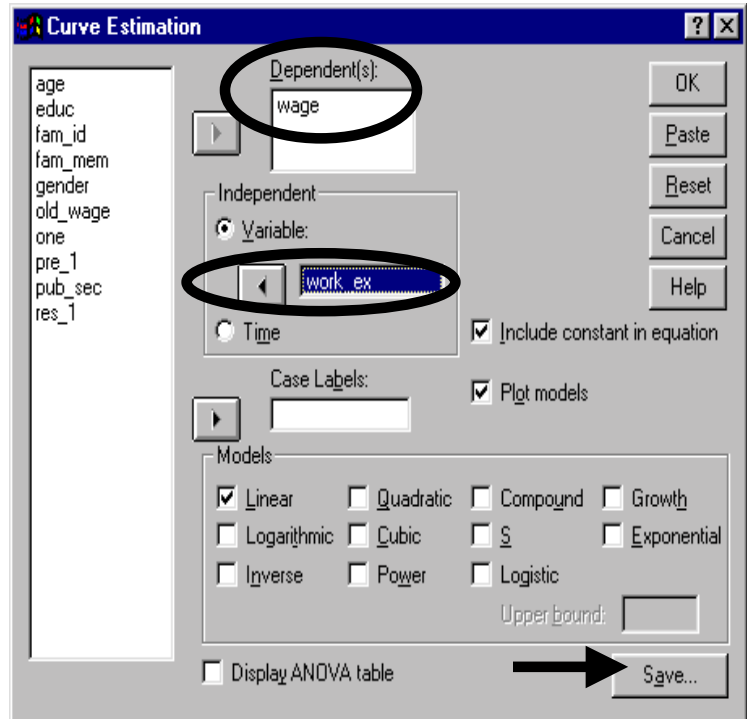 Curve Estimation
age
educ
fam_id
fam_mem
gender
old_wage
one
pre_1
pub_sec
res_1
Dependent(s):
wage
Independent
Variable:
work_ex
Time
Case Labels:
OK
Paste
Reset
Cancel
Help
Include constant in equation
Plot models
Models
Linear Quadratic Compound Growth
Logarithmic Cubic S Exponential
Inverse Power Logistic
Upper bound:
Display ANOVA table
Save...